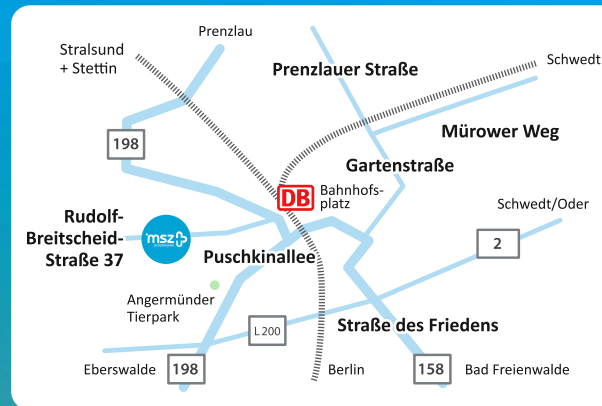 Prenzlau
Stralsund
+ Stettin
Schwedt
Prenzlauer Straße
198
Mürower Weg
Gartenstraße
DB
Bahnhofs-
platz
Rudolf-
Breitscheid-
Straße 37
msz
Schwedt/Oder
2
Puschkinallee
Angermünder
Tierpark
L 200
Straße des Friedens
Eberswalde
198
Berlin
158
Bad Freienwalde